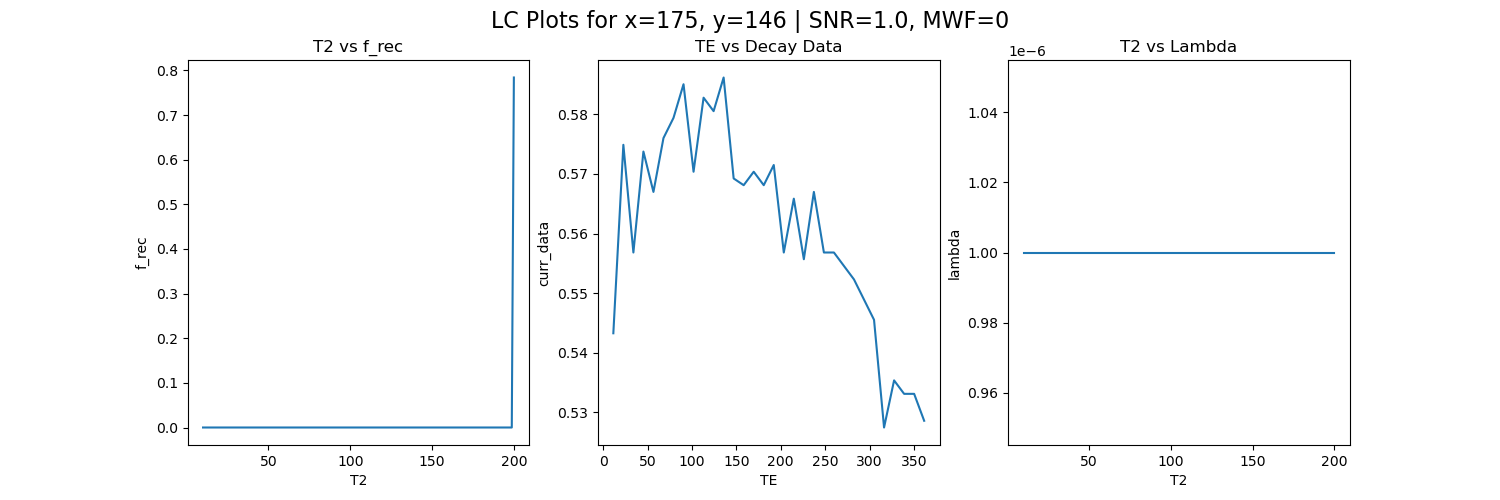 LC Plots for x=175, y=146 | SNR=1.0, MWF=0
T2 vs f_rec
0.8
0.7
0.6
0.5
0.4
0.3
0.2
0.1
0.0
f_rec
50 100 150 200
T2
TE vs Decay Data
0.58
0.57
0.56
0.55
0.54
0.53
curr_data
0 50 100 150 200 250 300 350
TE
T2 vs Lambda
1e−6
1.04
1.02
1.00
0.98
0.96
lambda
50 100 150 200
T2